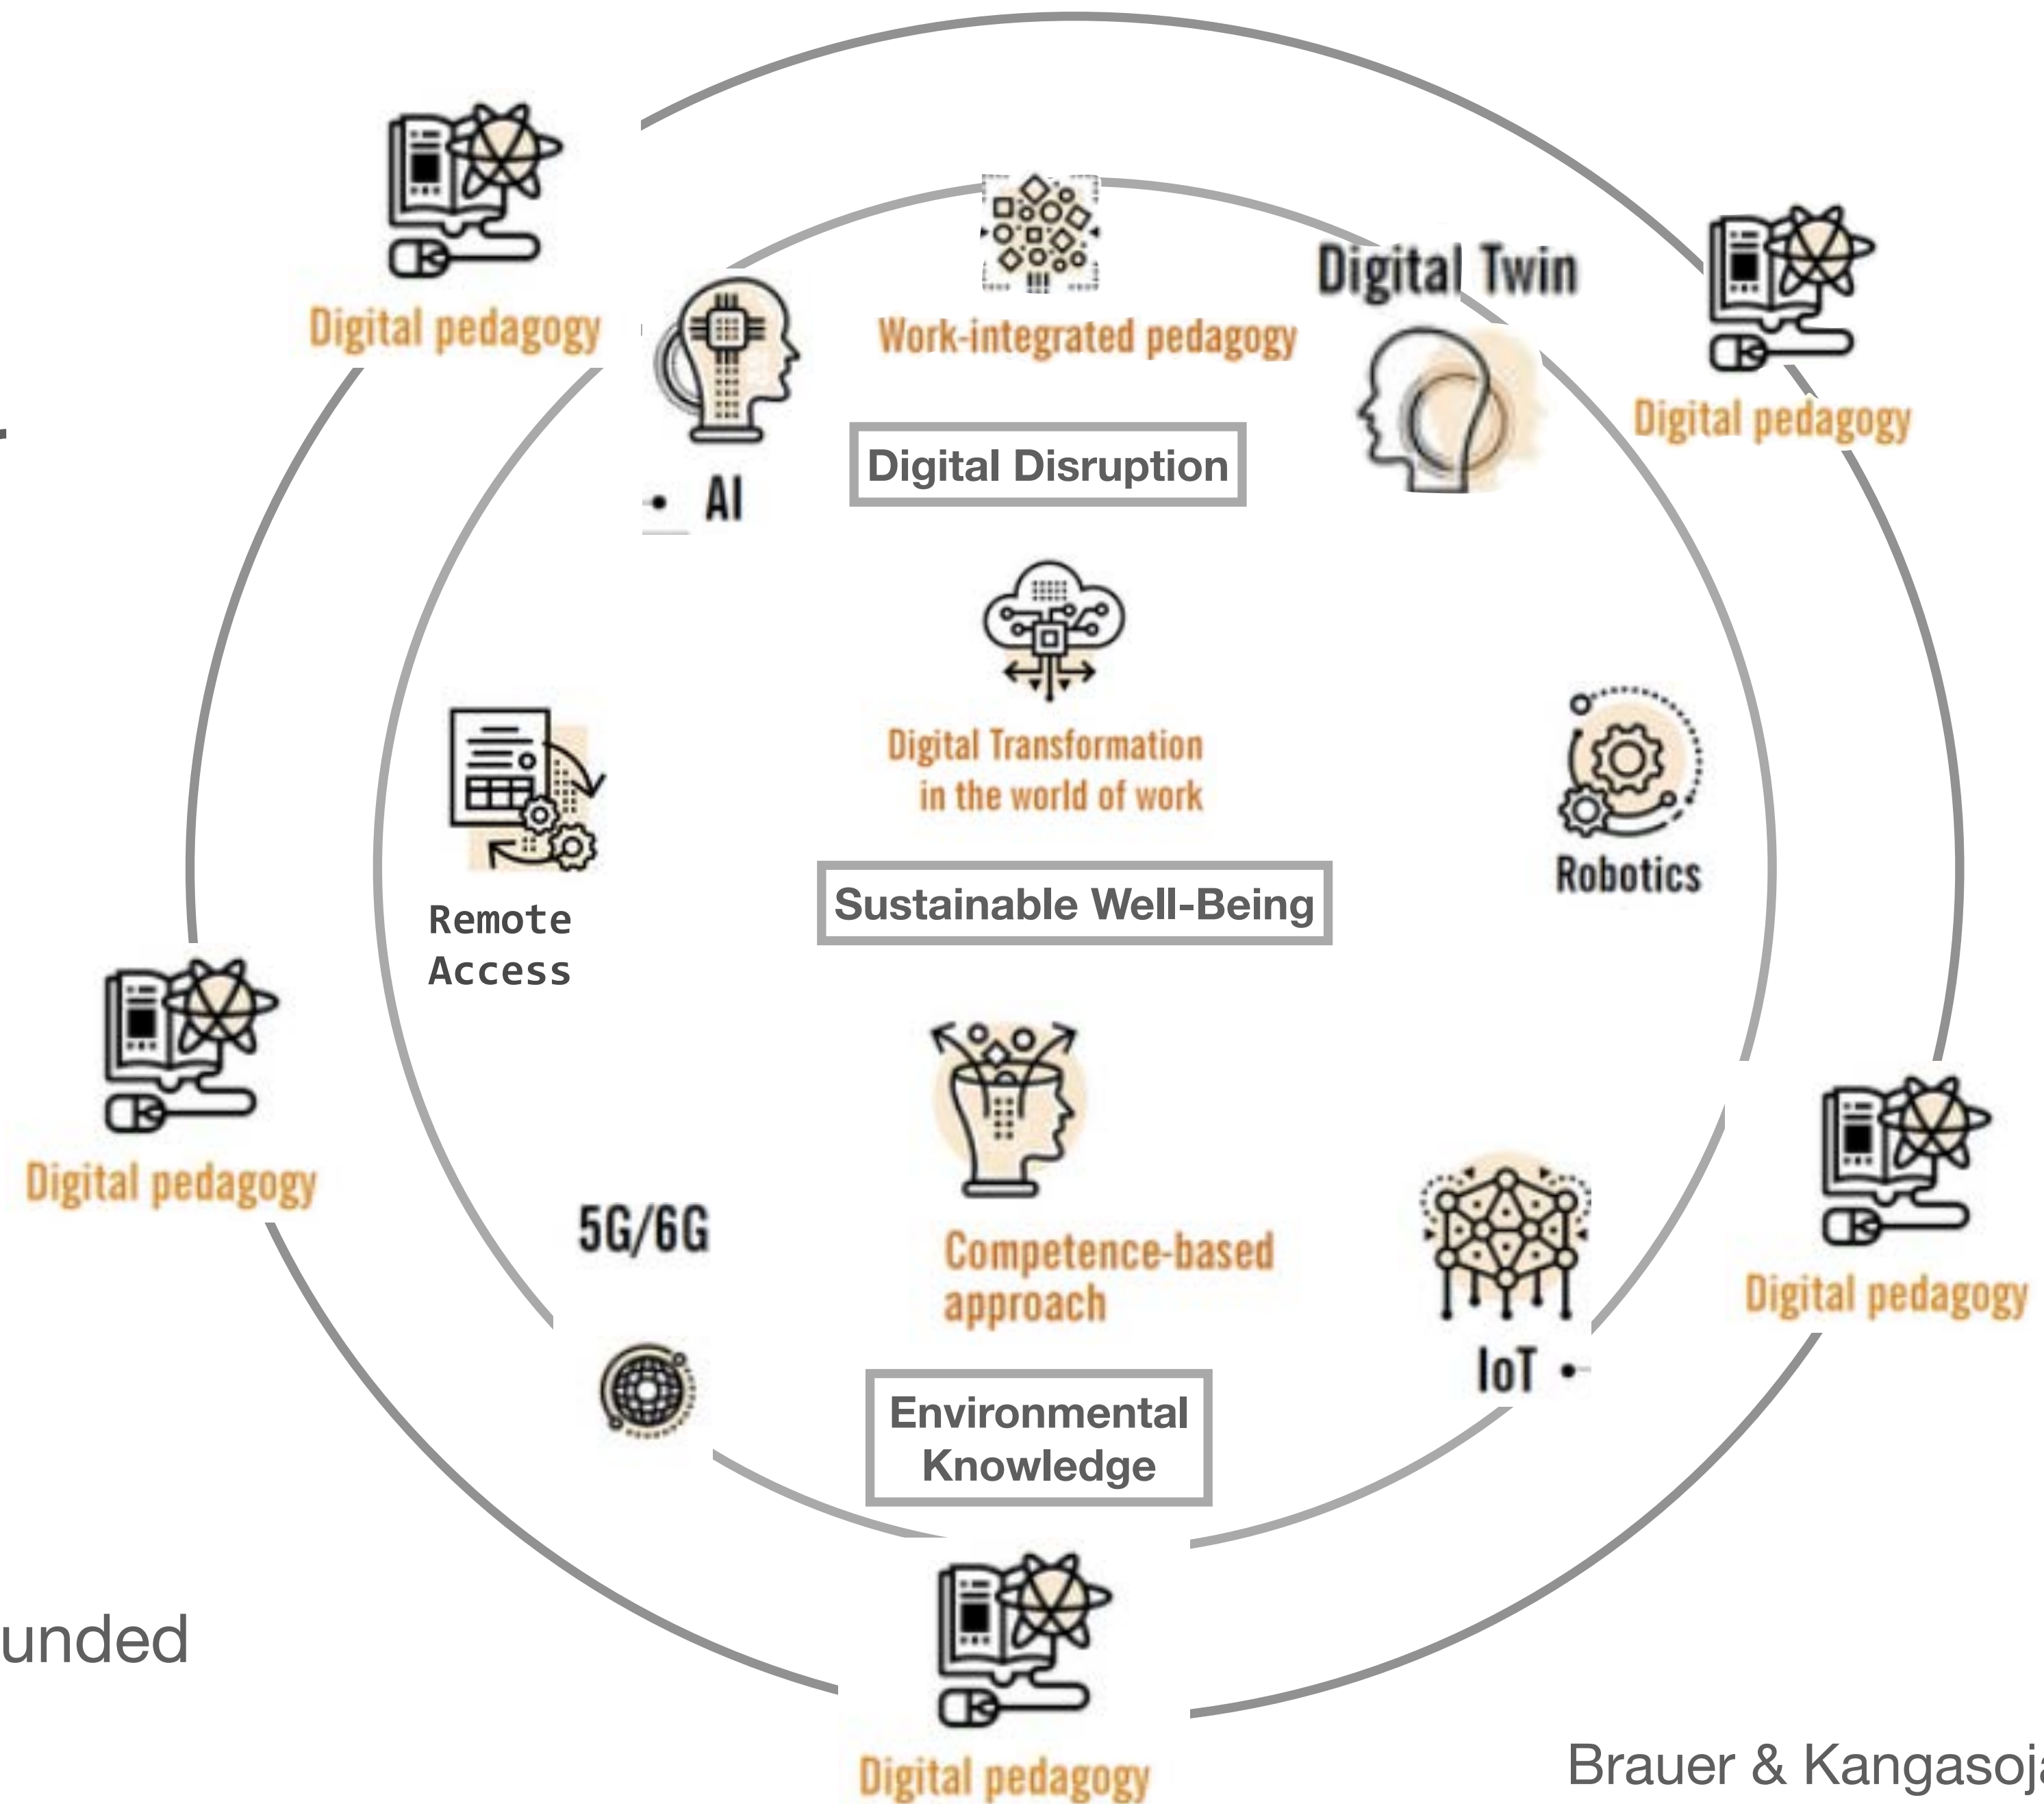 Digital pedagogy
Work-integrated pedagogy
Digital Twin
Digital pedagogy
Digital Disruption
AI
Digital Transformation
in the world of work
Robotics
Sustainable Well-Being
Remote
Access
Digital pedagogy
5G/6G
Competence-based
approach
Digital pedagogy
IoT
Environmental
Knowledge
unded
Digital pedagogy
Brauer & Kangasoja